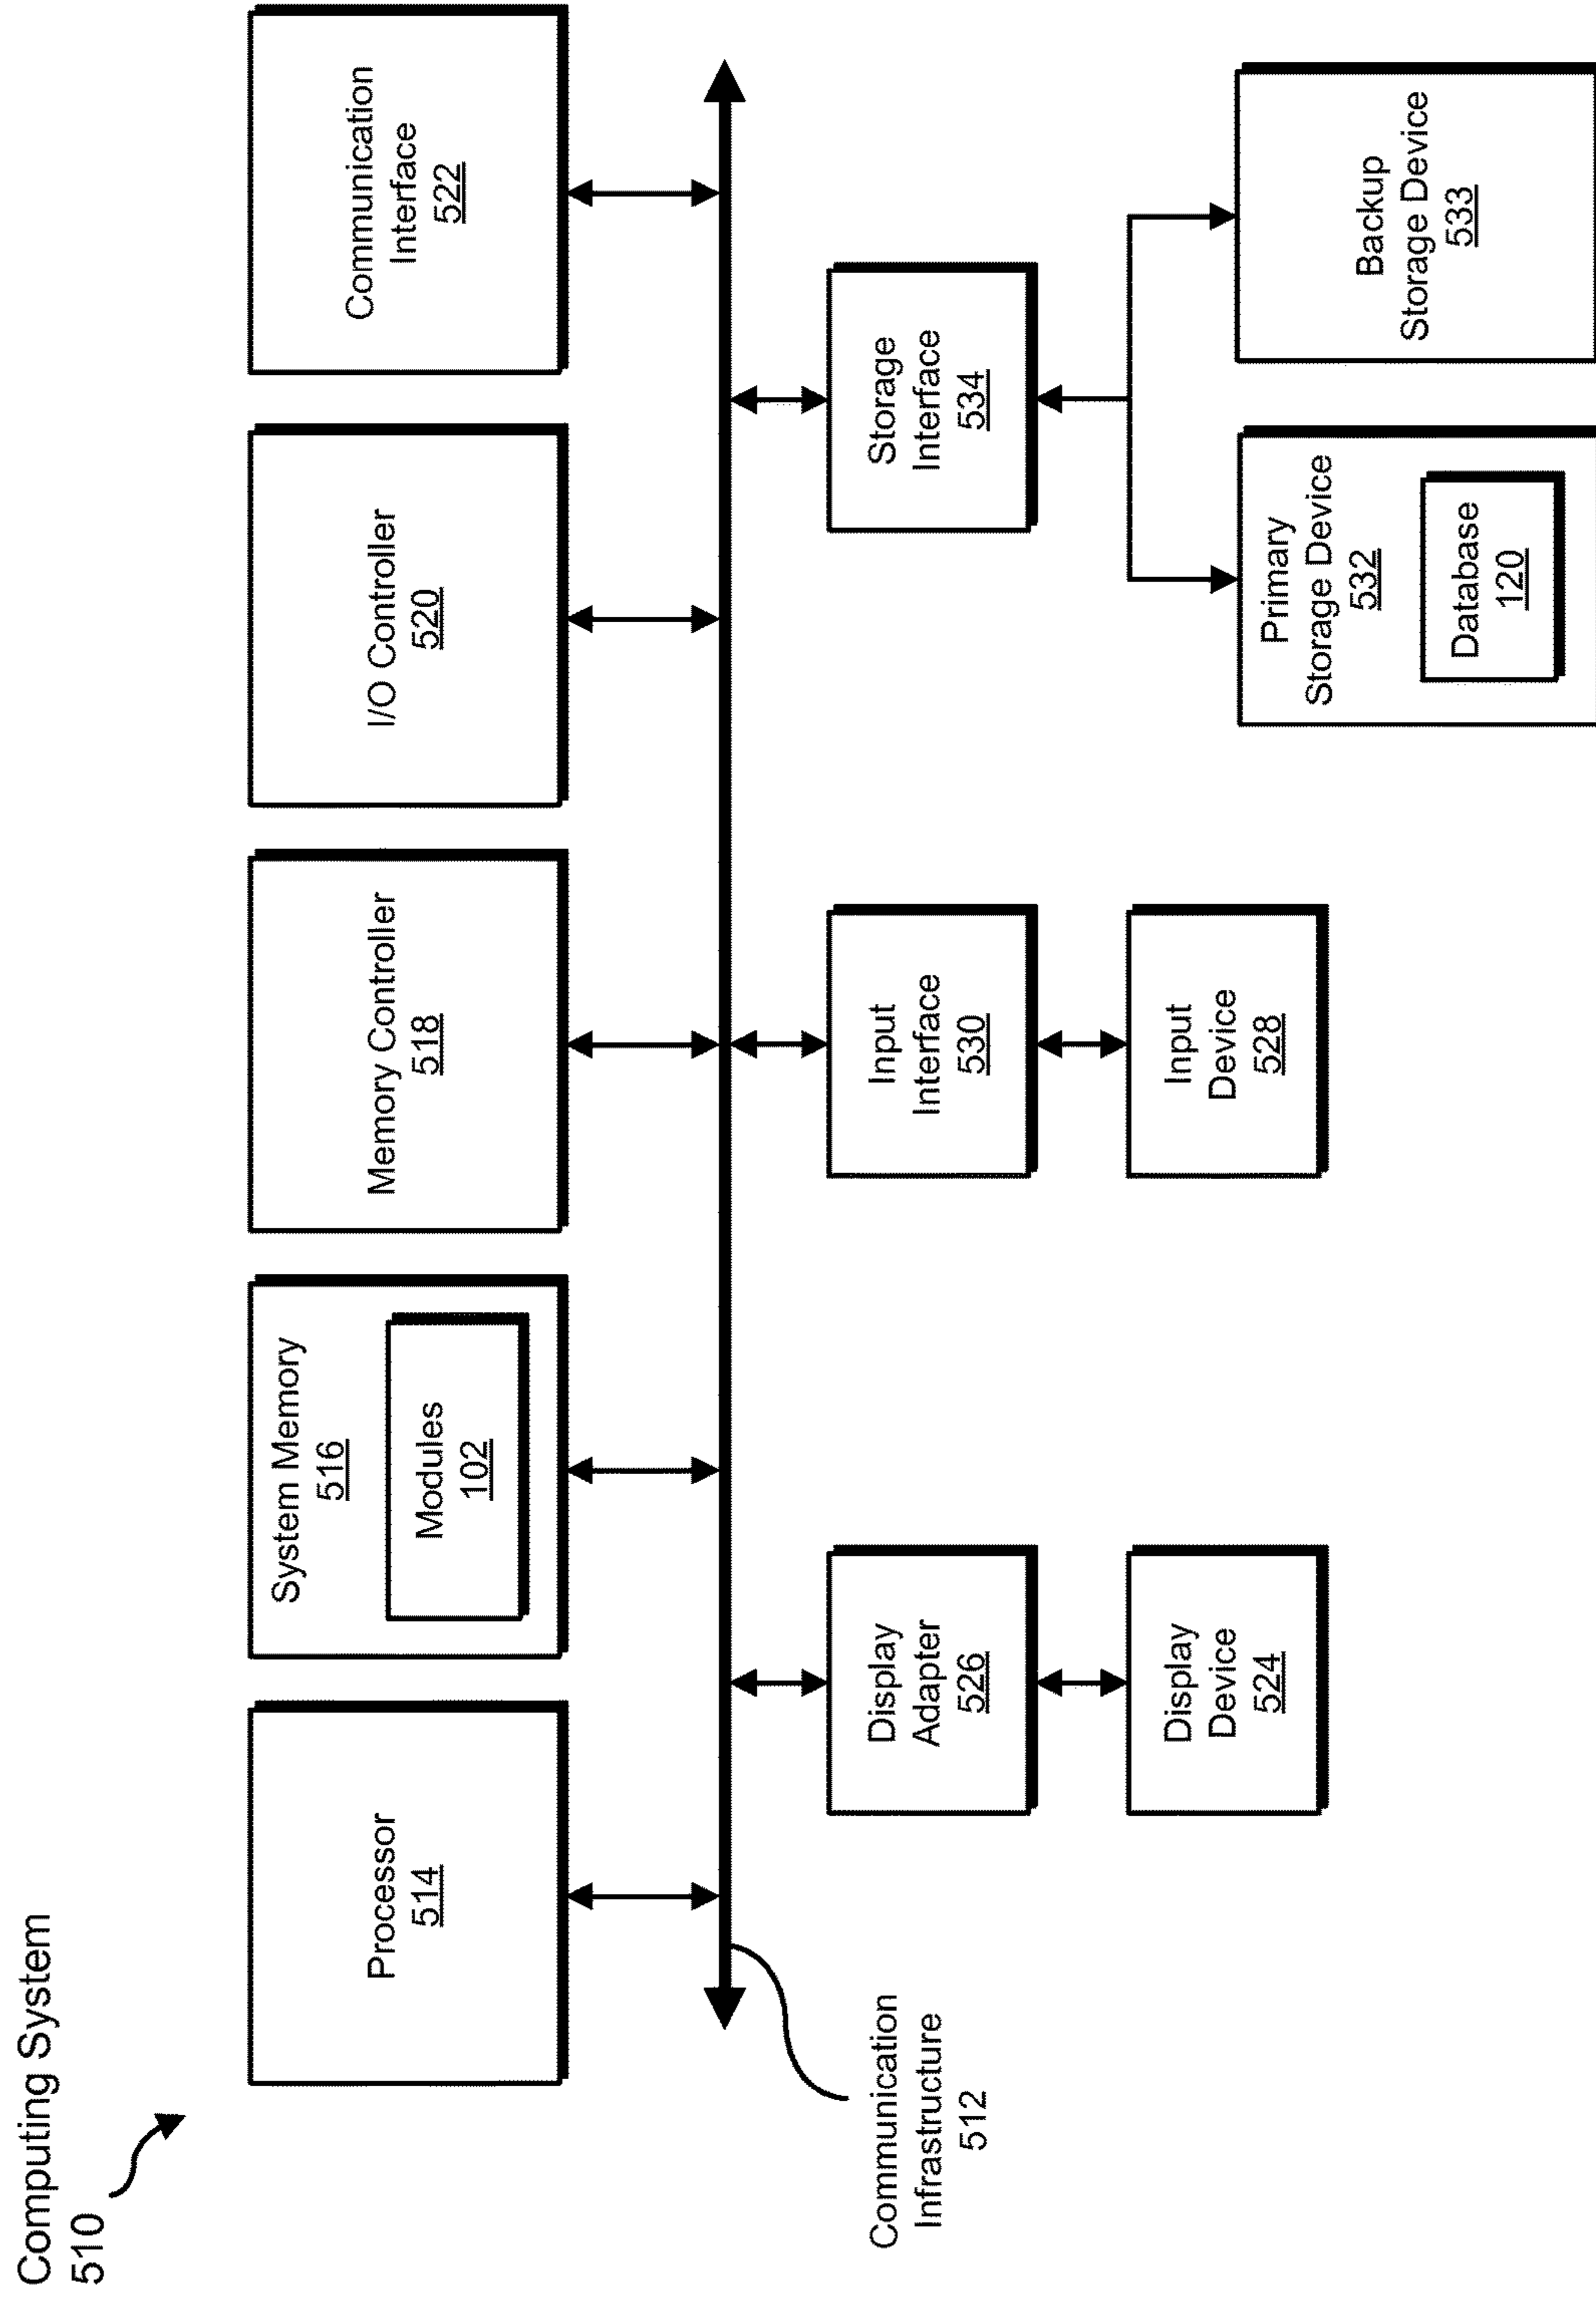 Computing System
510
Processor
514
System Memory
516
Modules
102
Memory Controller
518
I/O Controller
520
Communication
Interface
522
Communication
Infrastructure
512
Display
Adapter
526
Input
Interface
530
Storage
Interface
534
Display
Device
524
Input
Device
528
Primary
Storage Device
532
Database
120
Backup
Storage Device
533